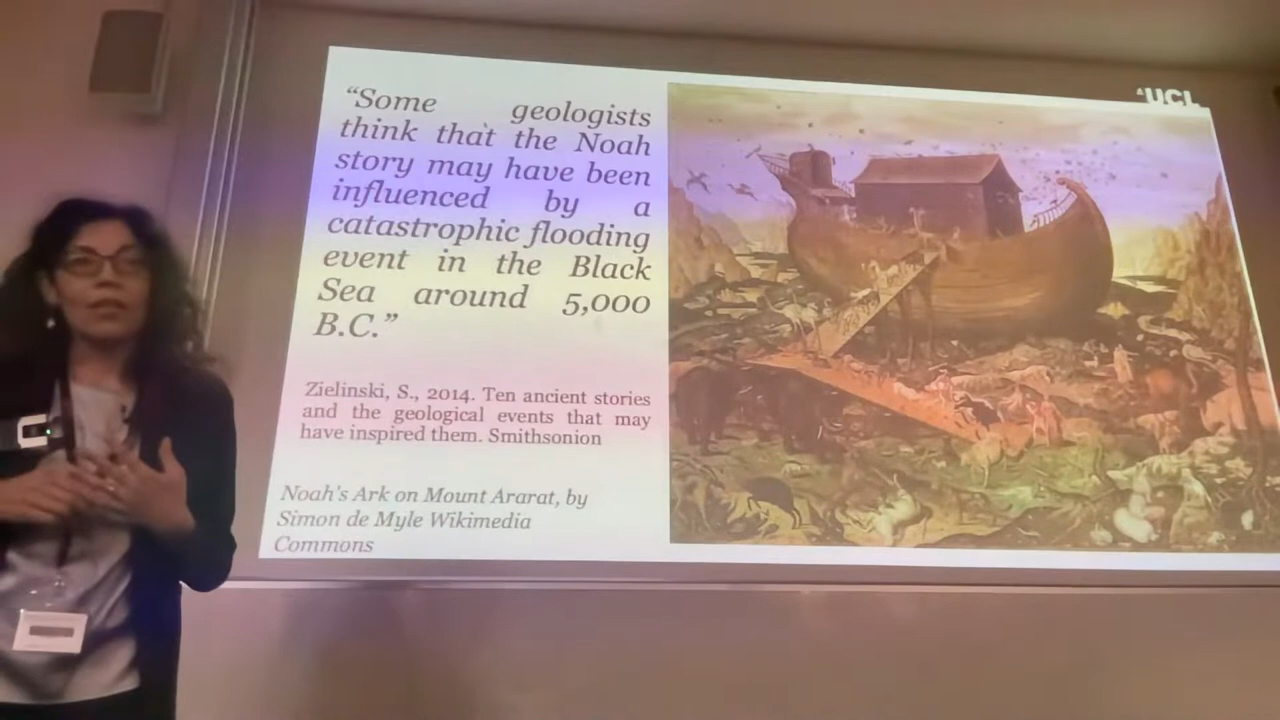 “Some geologists
think that the Noah
story may have been
influenced by a
catastrophic flooding
event in the Black
Sea around 5,000
B.C.”
Zielinski, S., 2014. Ten ancient stories
and the geological events that may
have inspired them. Smithsonion
Noah's Ark on Mount Ararat, by
Simon de Myle Wikimedia
Commons
UCL